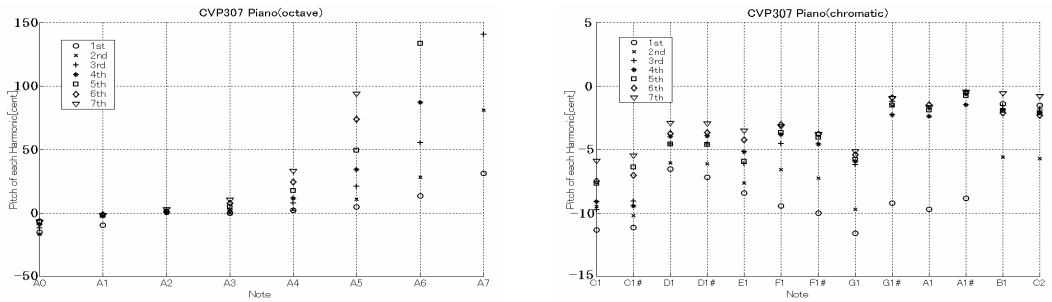 CVP307 Piano(octave)
150
100
50
0
−50
Pitch of each Harmonic[cent]
1st
2nd
3rd
4th
5th
6th
7th
A0 A1 A2 A3 A4 A5 A6 A7
Note
CVP307 Piano(chromatic)
5
0
−5
−10
−15
Pitch of each Harmonic[cent]
1st
2nd
3rd
4th
5th
6th
7th
C1 C1# D1 D1# E1 F1 F1# G1 G1# A1 A1# B1 C2
Note